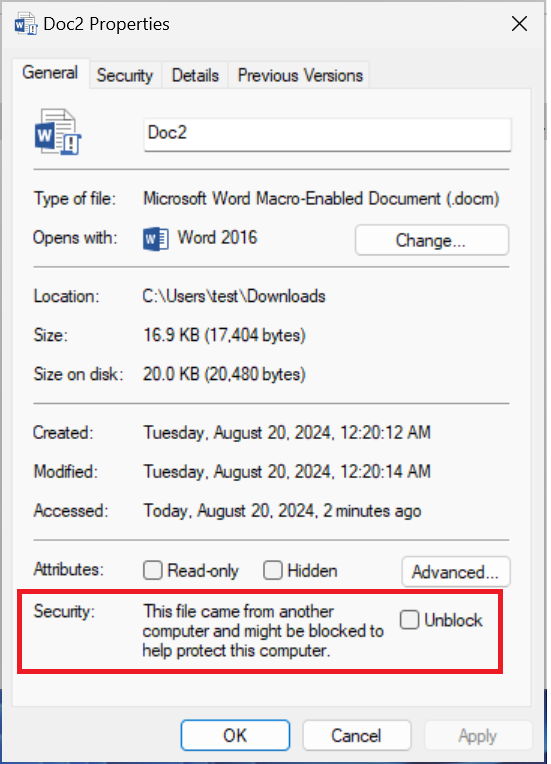 Doc2 Properties
General Security Details Previous Versions
Doc2
Type of file: Microsoft Word Macro-Enabled Document (.docm)
Opens with: Word 2016 Change...
Location: C:\Users\test\Downloads
Size: 16.9 KB (17,404 bytes)
Size on disk: 20.0 KB (20,480 bytes)
Created: Tuesday, August 20, 2024, 12:20:12 AM
Modified: Tuesday, August 20, 2024, 12:20:14 AM
Accessed: Today, August 20, 2024, 2 minutes ago
Attributes: Read-only Hidden Advanced...
Security: This file came from another
computer and might be blocked to Unblock
help protect this computer.
OK Cancel Apply